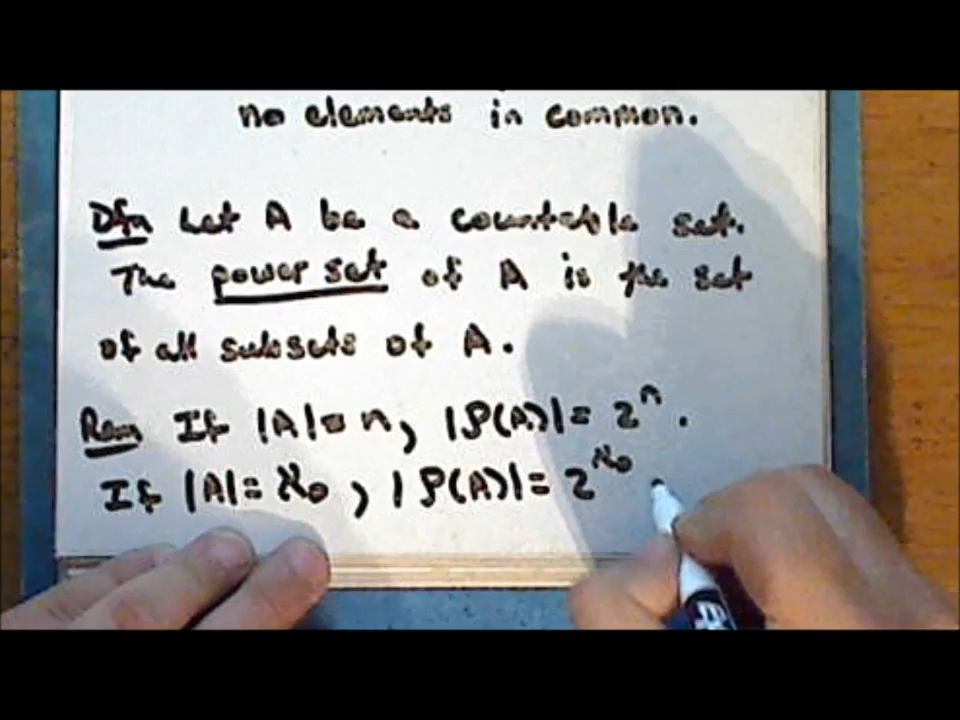 no elements in common.
Dfn Let A be a countable set.
The power set of A is the set
of all subsets of A.
Rem If |A| = n, |P(A)| = 2^n.
If |A| = ℵ₀, |P(A)| = 2^ℵ₀